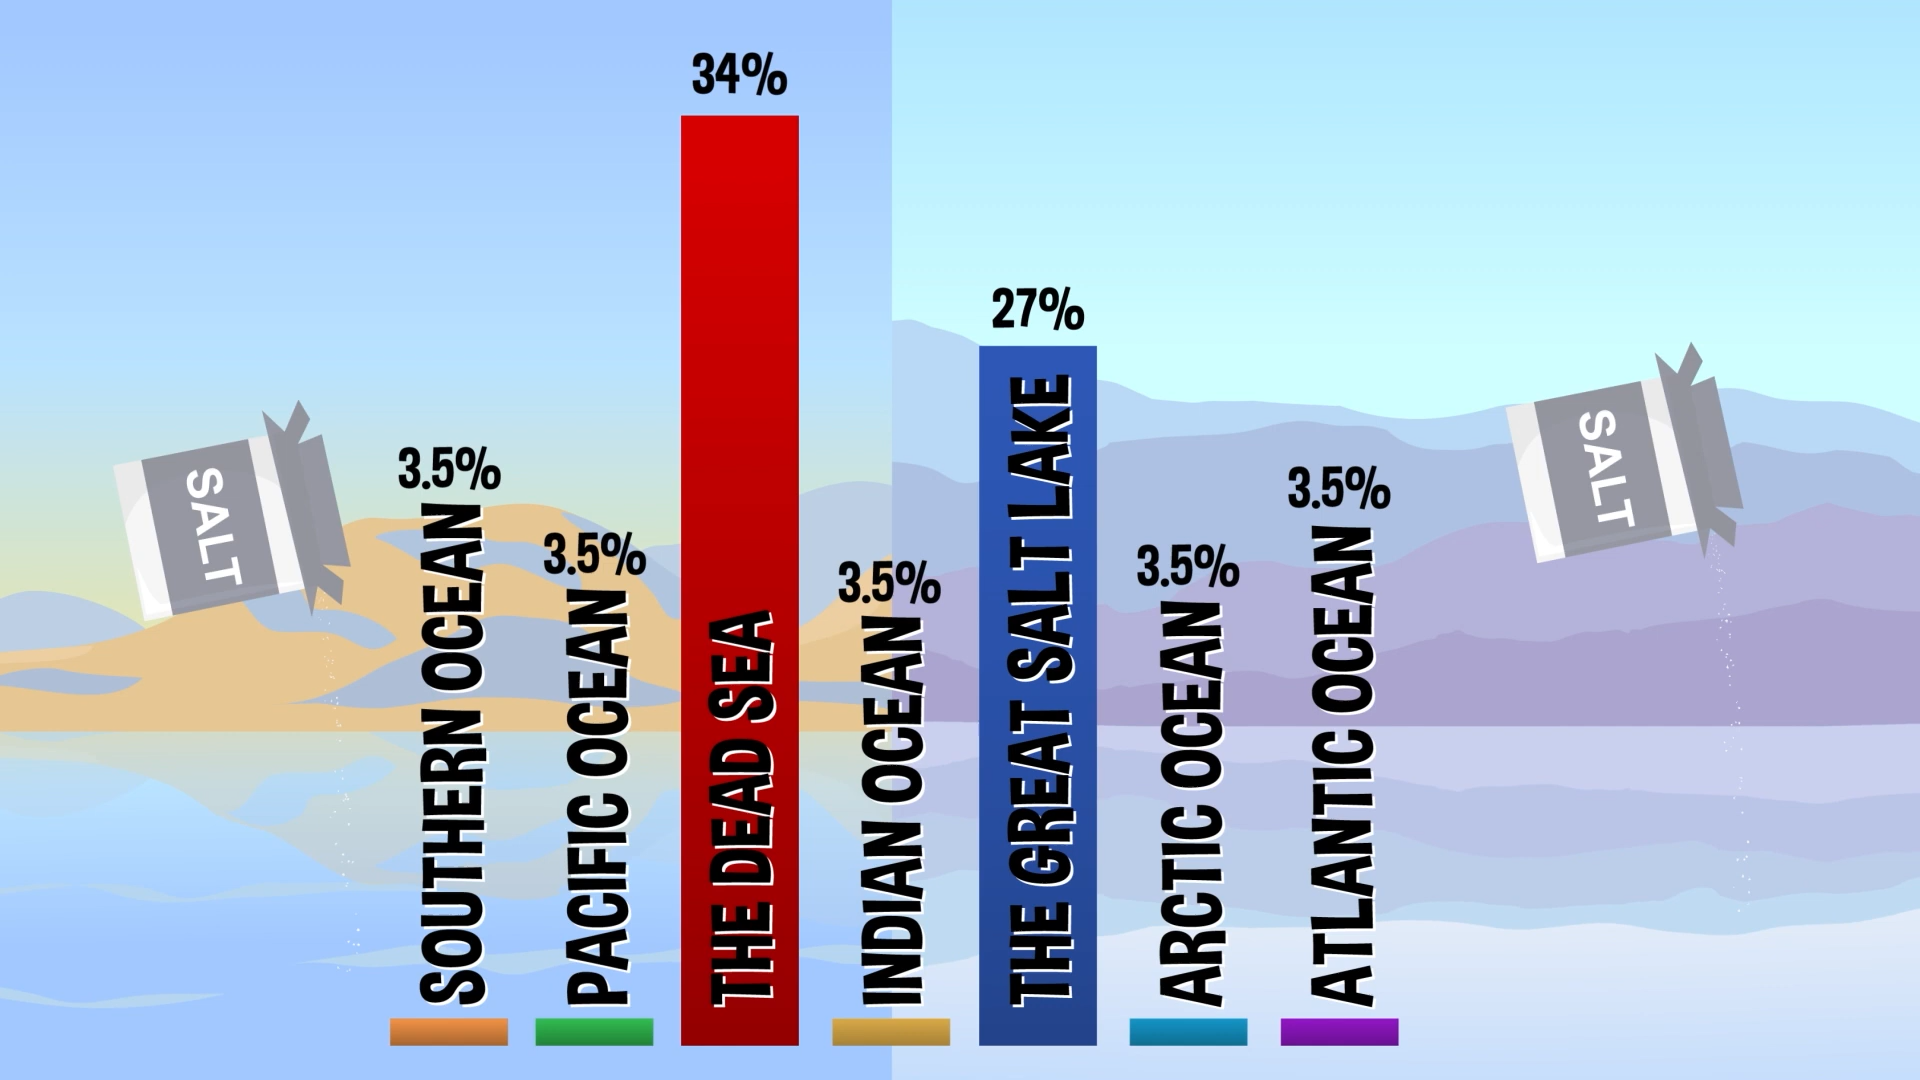 34%
27%
SALT
SALT
3.5%
SOUTHERN OCEAN
3.5%
PACIFIC OCEAN
THE DEAD SEA
3.5%
INDIAN OCEAN
THE GREAT SALT LAKE
3.5%
ARCTIC OCEAN
3.5%
ATLANTIC OCEAN